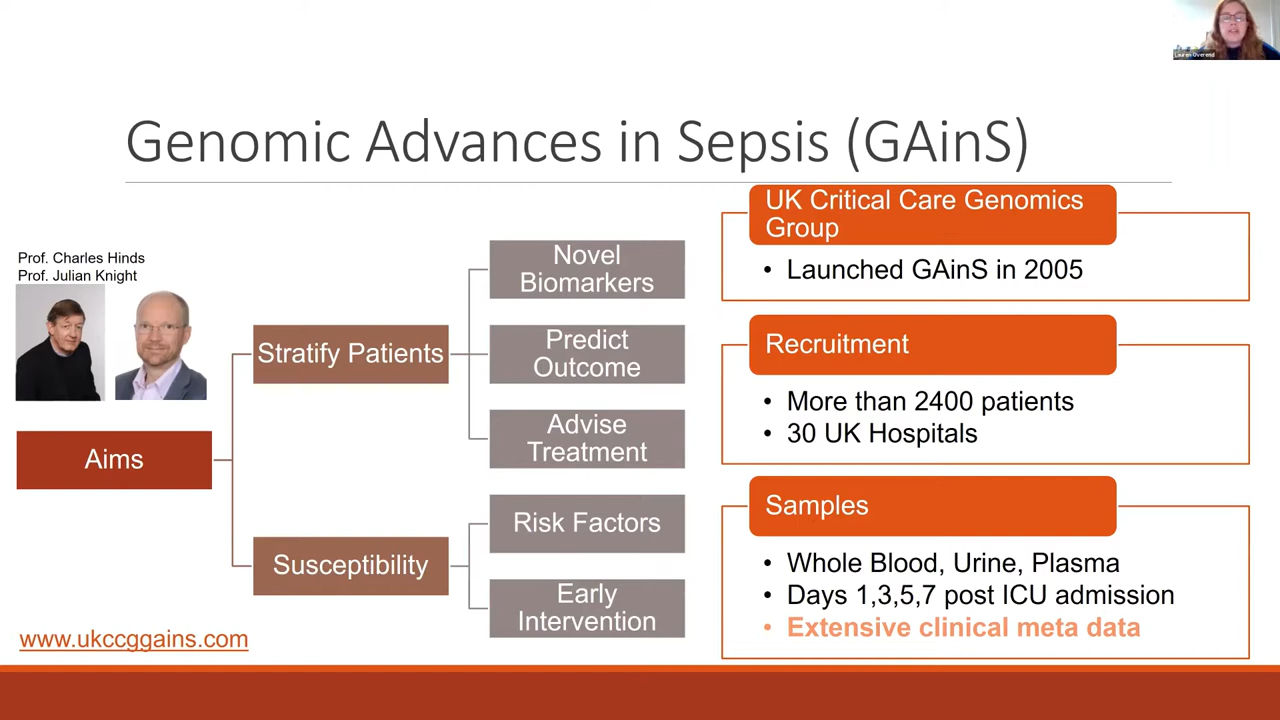 Lauren Overend
Genomic Advances in Sepsis (GAinS)
Prof. Charles Hinds
Prof. Julian Knight
Aims
Stratify Patients
Susceptibility
Novel
Biomarkers
Predict
Outcome
Advise
Treatment
Risk Factors
Early
Intervention
www.ukccggains.com
UK Critical Care Genomics
Group
• Launched GAinS in 2005
Recruitment
• More than 2400 patients
• 30 UK Hospitals
Samples
• Whole Blood, Urine, Plasma
• Days 1,3,5,7 post ICU admission
• Extensive clinical meta data